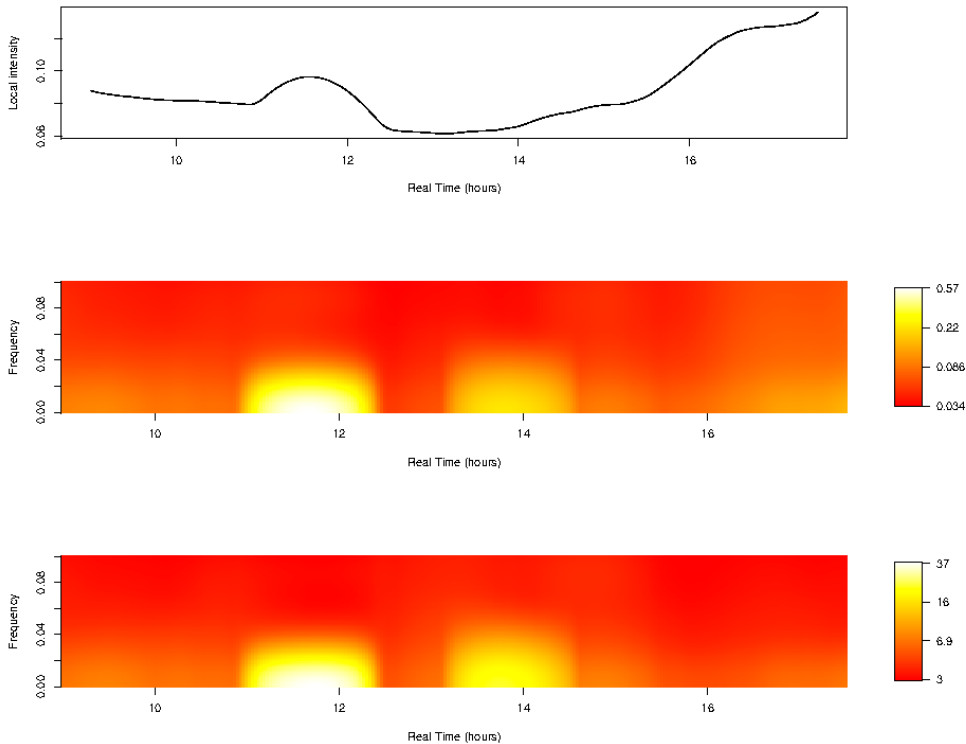 Local intensity
0.06 0.10
10 12 14 16
Real Time (hours)
Frequency
0.00 0.04 0.08
10 12 14 16
Real Time (hours)
0.57
0.22
0.086
0.034
Frequency
0.00 0.04 0.08
10 12 14 16
Real Time (hours)
37
16
6.9
3